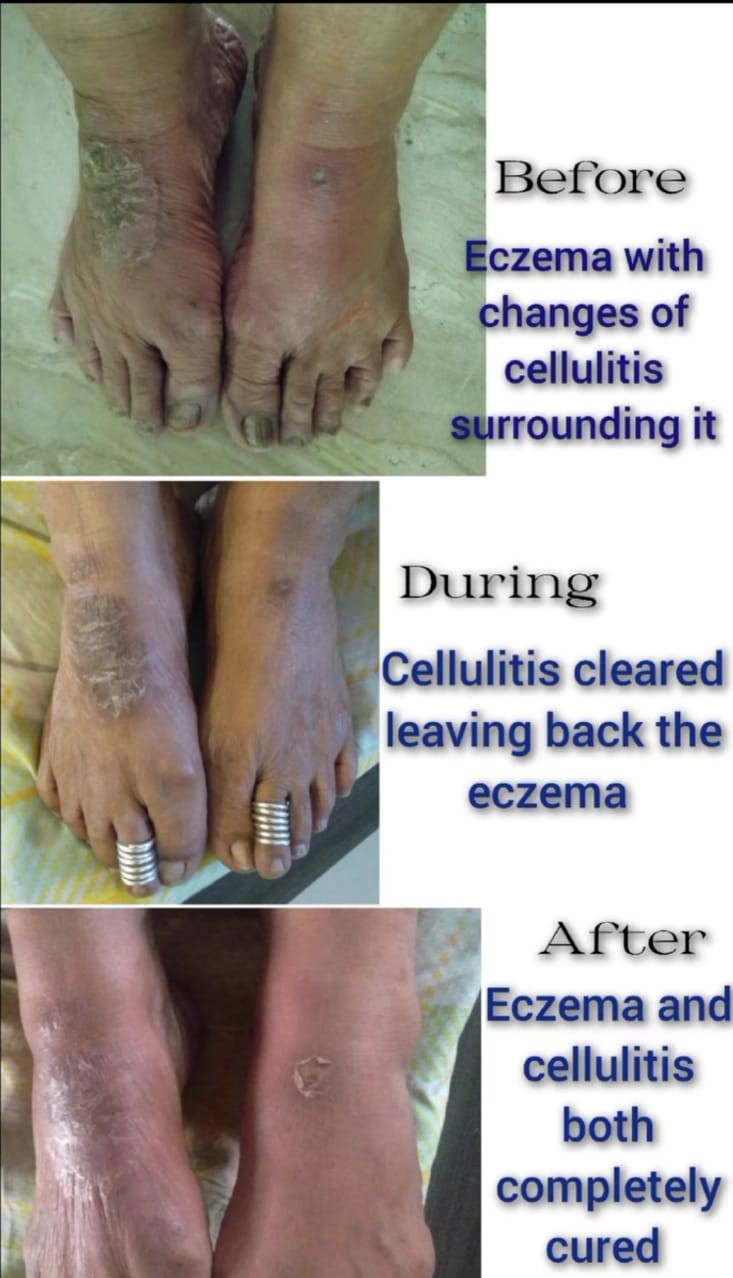 Before
Eczema with
changes of
cellulitis
surrounding it
During
Cellulitis cleared
leaving back the
eczema
After
Eczema and
cellulitis
both
completely
cured